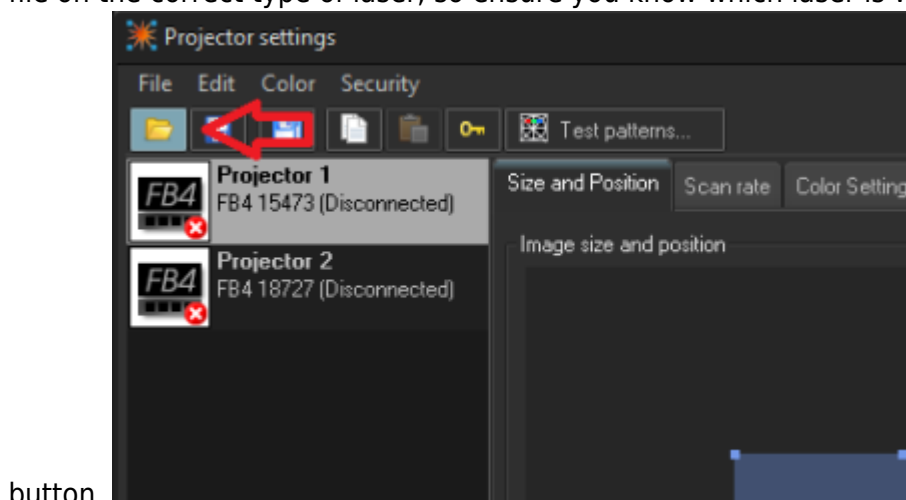 file on the correct type of laser, so ensure you know which laser is
Projector settings
File Edit Color Security
Test patterns...
FB4
Projector 1
FB4 15473 (Disconnected)
FB4
Projector 2
FB4 18727 (Disconnected)
Size and Position Scan rate Color Setting
Image size and position
button.